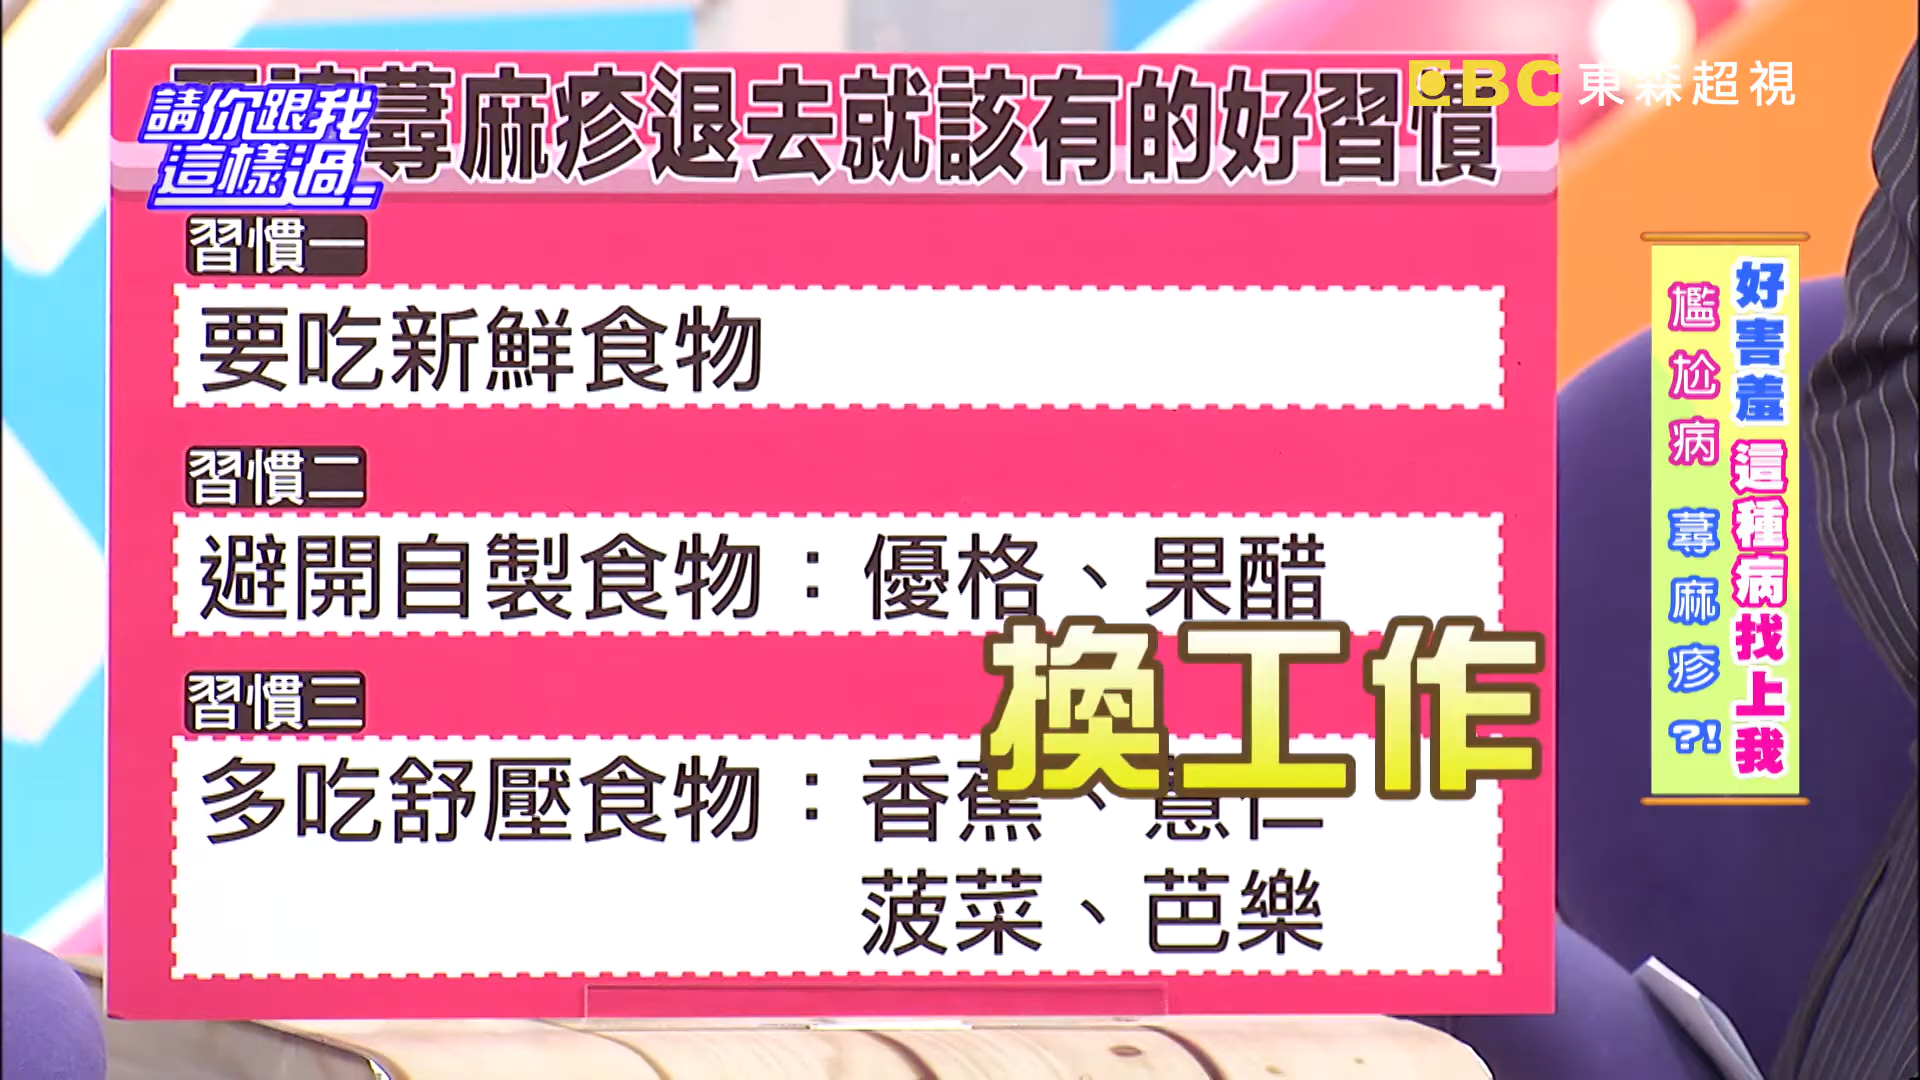 請你跟我
這樣過
蕁麻疹退去就該有的好習慣
EBC 東森超視
習慣一
要吃新鮮食物
習慣二
避開自製食物：優格、果醋
習慣三
多吃舒壓食物：香蕉、薏仁
菠菜、芭樂
換工作
好害羞 這種病找上我
尷尬病 蕁麻疹?!